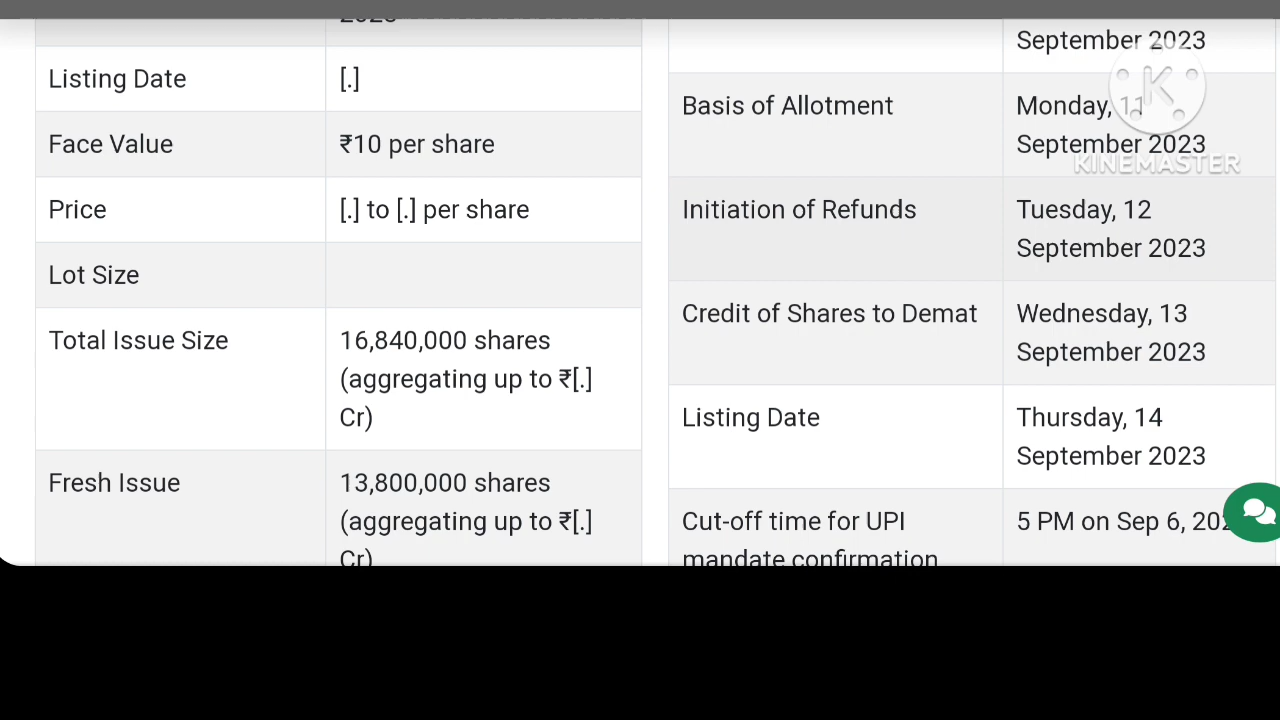 Listing Date [.]
Face Value ₹10 per share
Price [.] to [.] per share
Lot Size
Total Issue Size 16,840,000 shares
(aggregating up to ₹[.]
Cr)
Fresh Issue 13,800,000 shares
(aggregating up to ₹[.]
Cr)
September 2023
Basis of Allotment Monday, 11
September 2023
Initiation of Refunds Tuesday, 12
September 2023
Credit of Shares to Demat Wednesday, 13
September 2023
Listing Date Thursday, 14
September 2023
Cut-off time for UPI 5 PM on Sep 6,
mandate confirmation
K
KINEMASTER